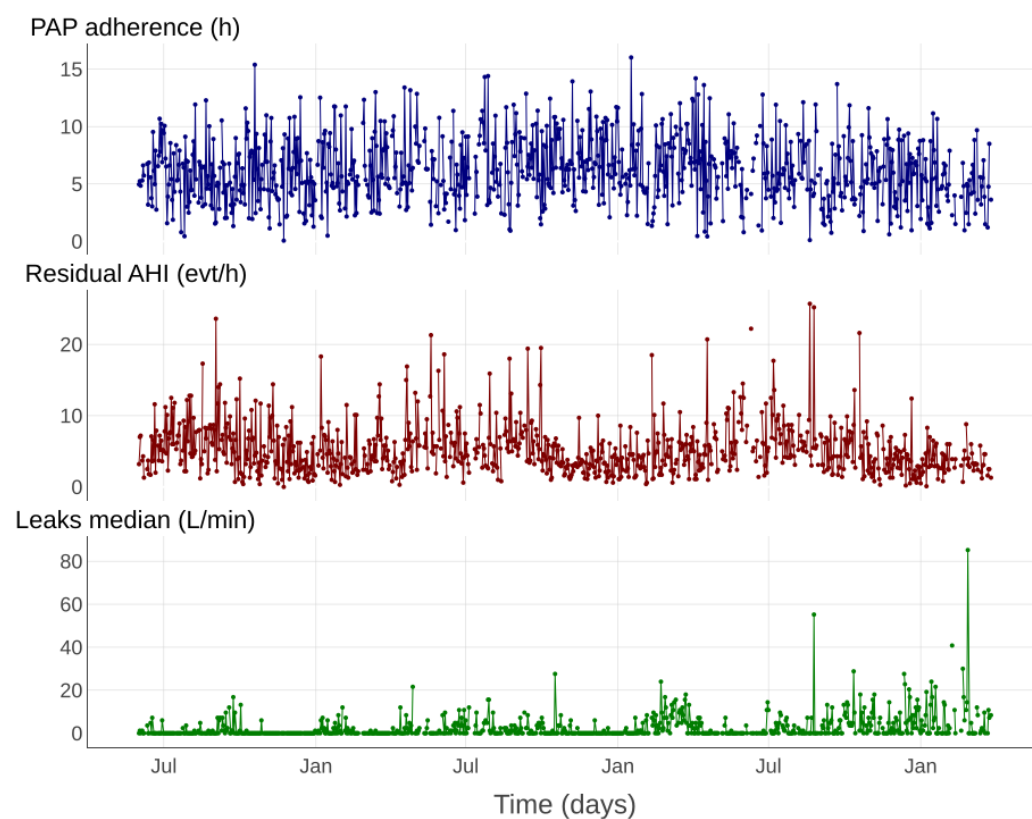 PAP adherence (h)
15
10
5
0
Residual AHI (evt/h)
20
10
0
Leaks median (L/min)
80
60
40
20
0
Jul Jan Jul Jan Jul Jan
Time (days)